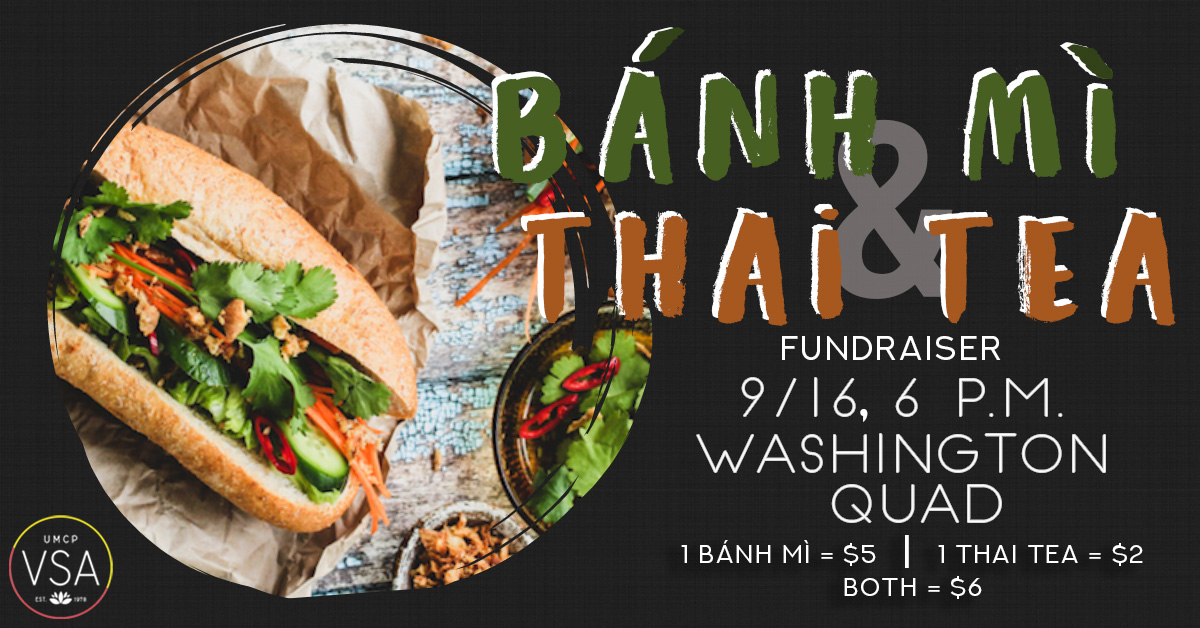 BÁNH MÌ
&
THAI TEA
FUNDRAISER
9/16, 6 P.M.
WASHINGTON
QUAD
1 BÁNH MÌ = $5 | 1 THAI TEA = $2
BOTH = $6
UMCP
VSA
EST. 1978